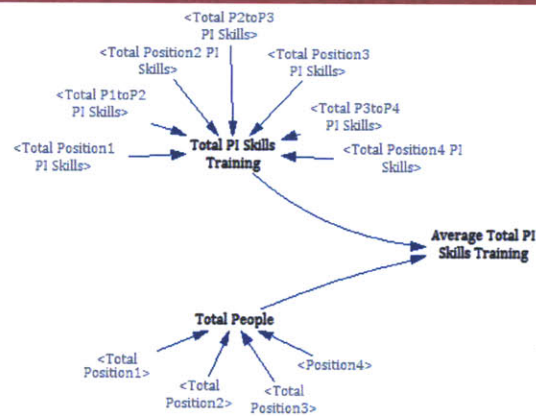 <Total P2toP3
PI Skills>
<Total Position2 PI
Skills>
<Total Position3
PI Skills>
<Total P1toP2
PI Skills>
<Total P3toP4
PI Skills>
<Total Position1
PI Skills>
Total PI Skills
Training
<Total Position4 PI
Skills>
Average Total PI
Skills Training
Total People
<Total
Position1>
<Total
Position2>
<Total
Position3>
<Position4>